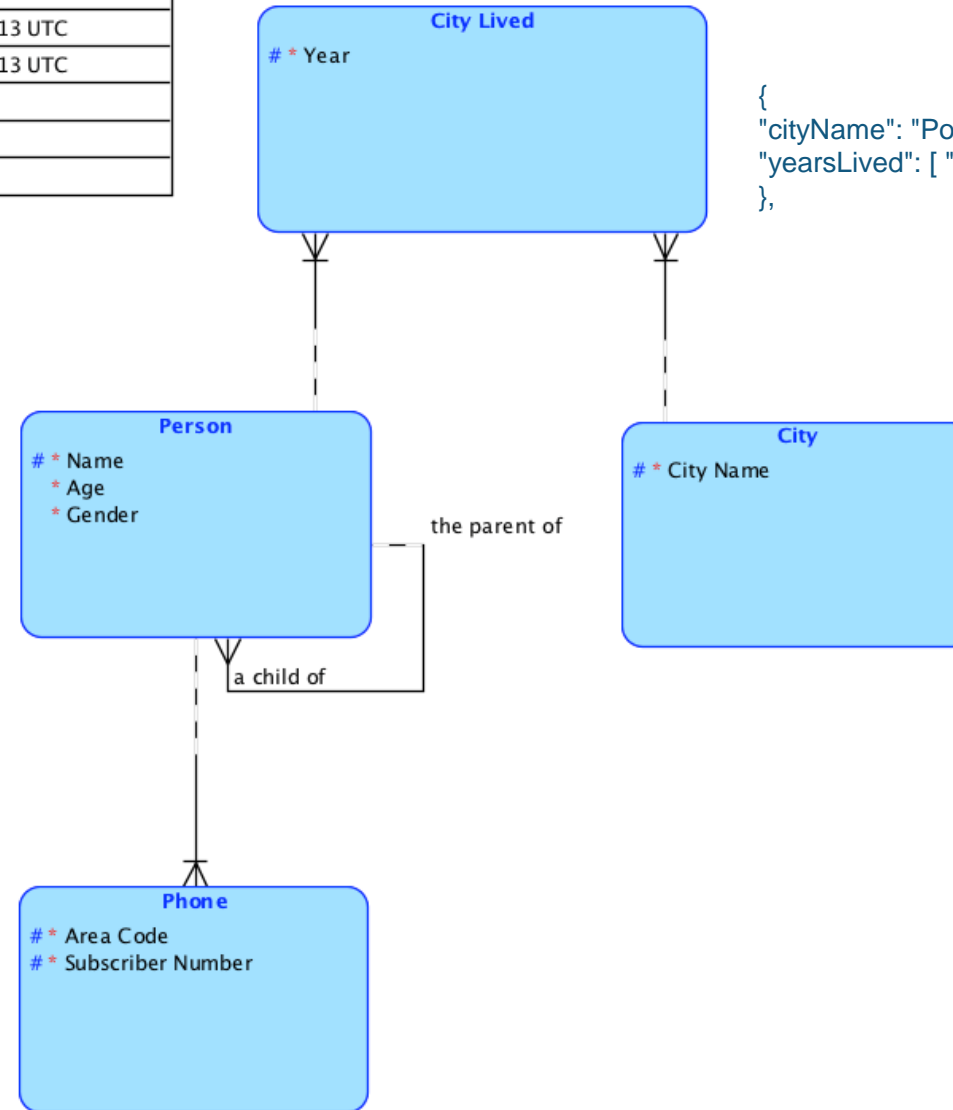 13 UTC
13 UTC
City Lived
# * Year
{
"cityName": "Po
"yearsLived": [ "
},
Person
# * Name
* Age
* Gender
the parent of
a child of
City
# * City Name
Phone
# * Area Code
# * Subscriber Number